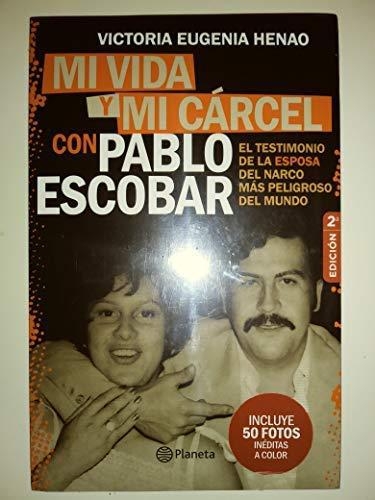 VICTORIA EUGENIA HENAO
MI VIDA
Y MI CÁRCEL
CON PABLO
ESCOBAR
EL TESTIMONIO
DE LA ESPOSA
DEL NARCO
MÁS PELIGROSO
DEL MUNDO
2ª
EDICIÓN
INCLUYE
50 FOTOS
INÉDITAS
A COLOR
Planeta